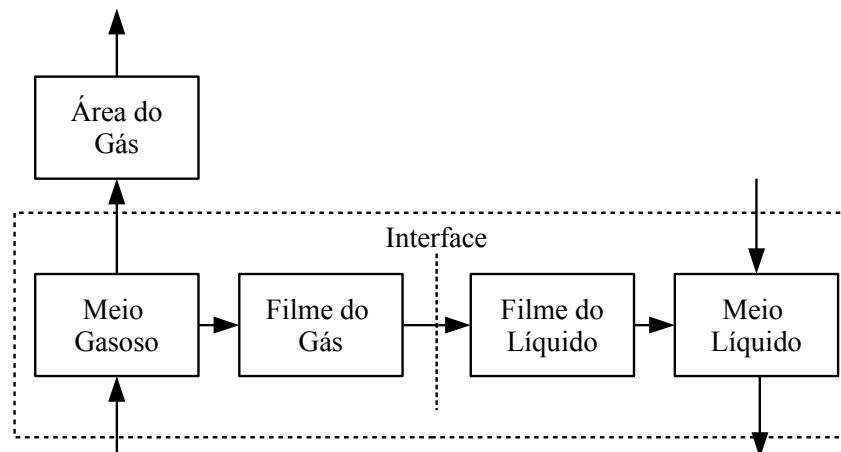 Área do
Gás
Interface
Meio
Gasoso
Filme do
Gás
Filme do
Líquido
Meio
Líquido